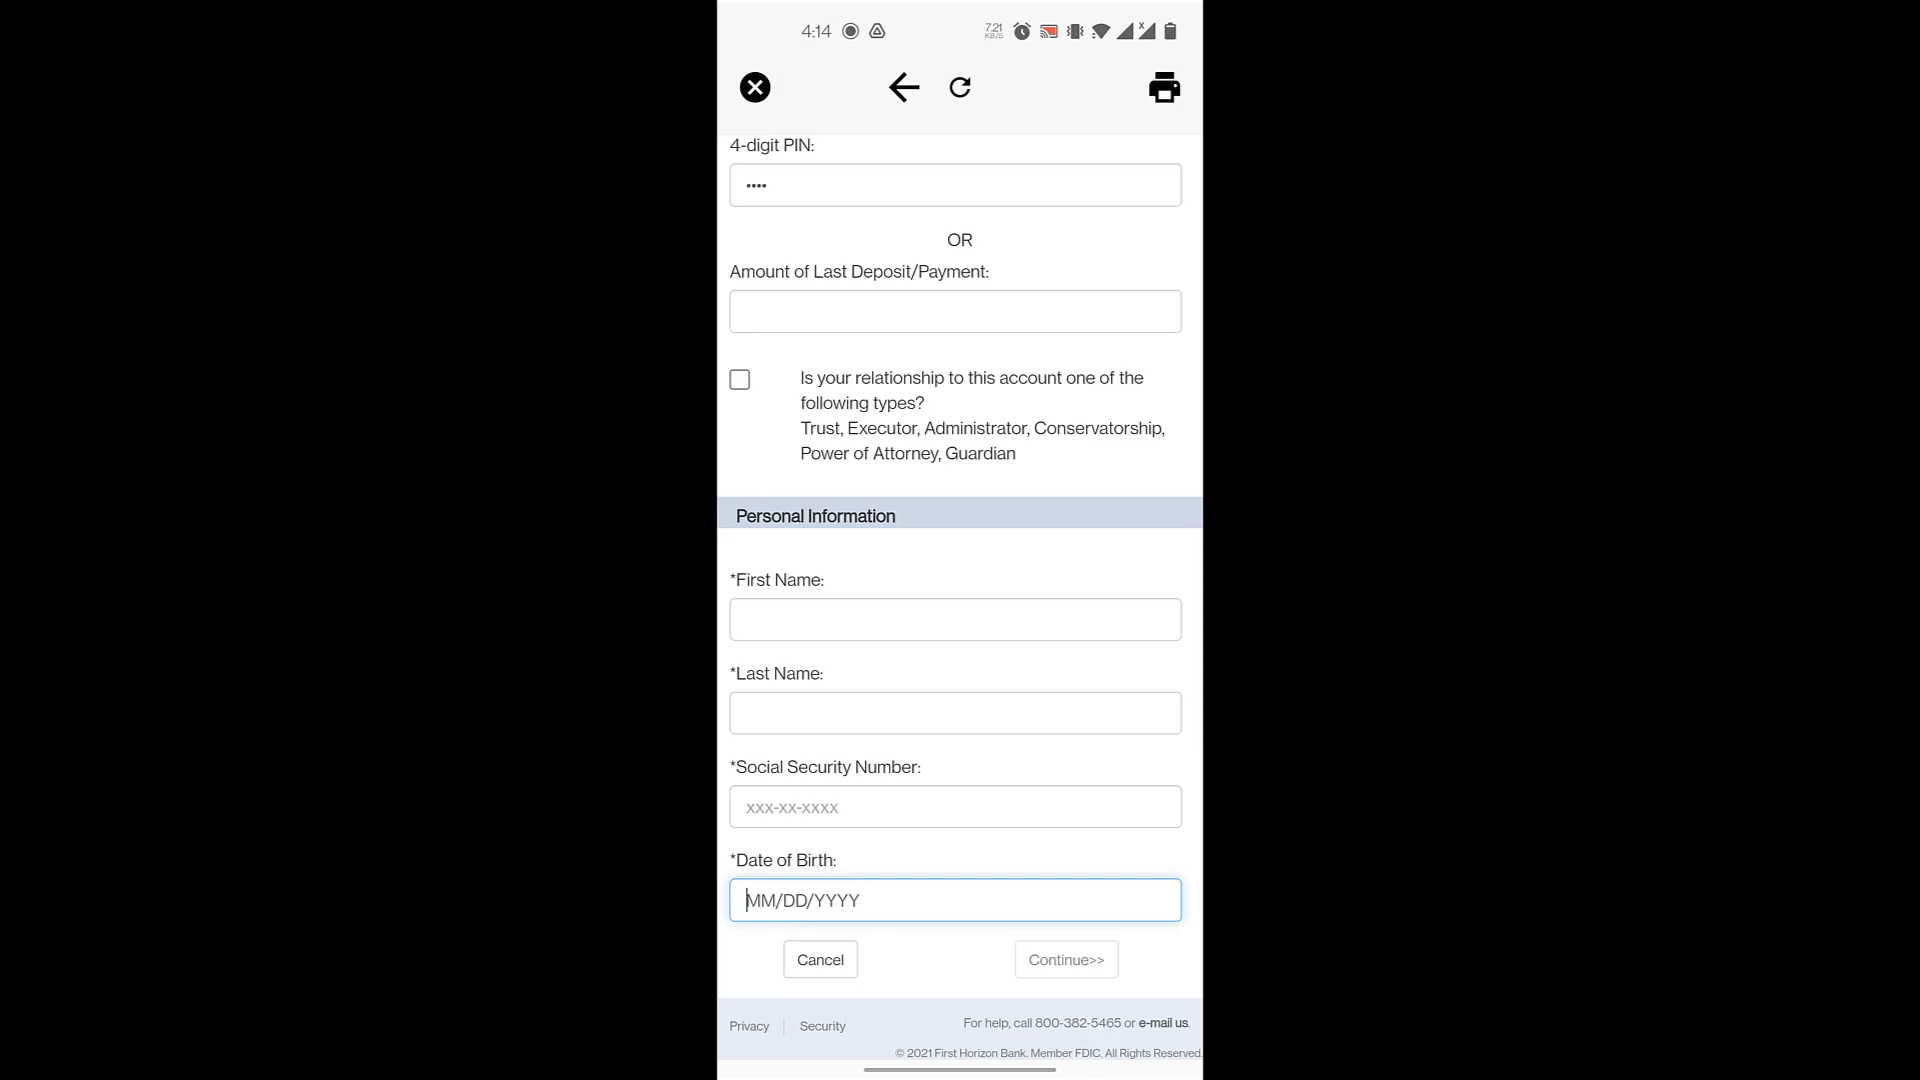 4:14
7.21
KB/S
4-digit PIN:
••••
OR
Amount of Last Deposit/Payment:
Is your relationship to this account one of the
following types?
Trust, Executor, Administrator, Conservatorship,
Power of Attorney, Guardian
Personal Information
*First Name:
*Last Name:
*Social Security Number:
xxx-xx-xxxx
*Date of Birth:
MM/DD/YYYY
Cancel
Continue>>
Privacy
Security
For help, call 800-382-5465 or e-mail us.
© 2021 First Horizon Bank. Member FDIC. All Rights Reserved.